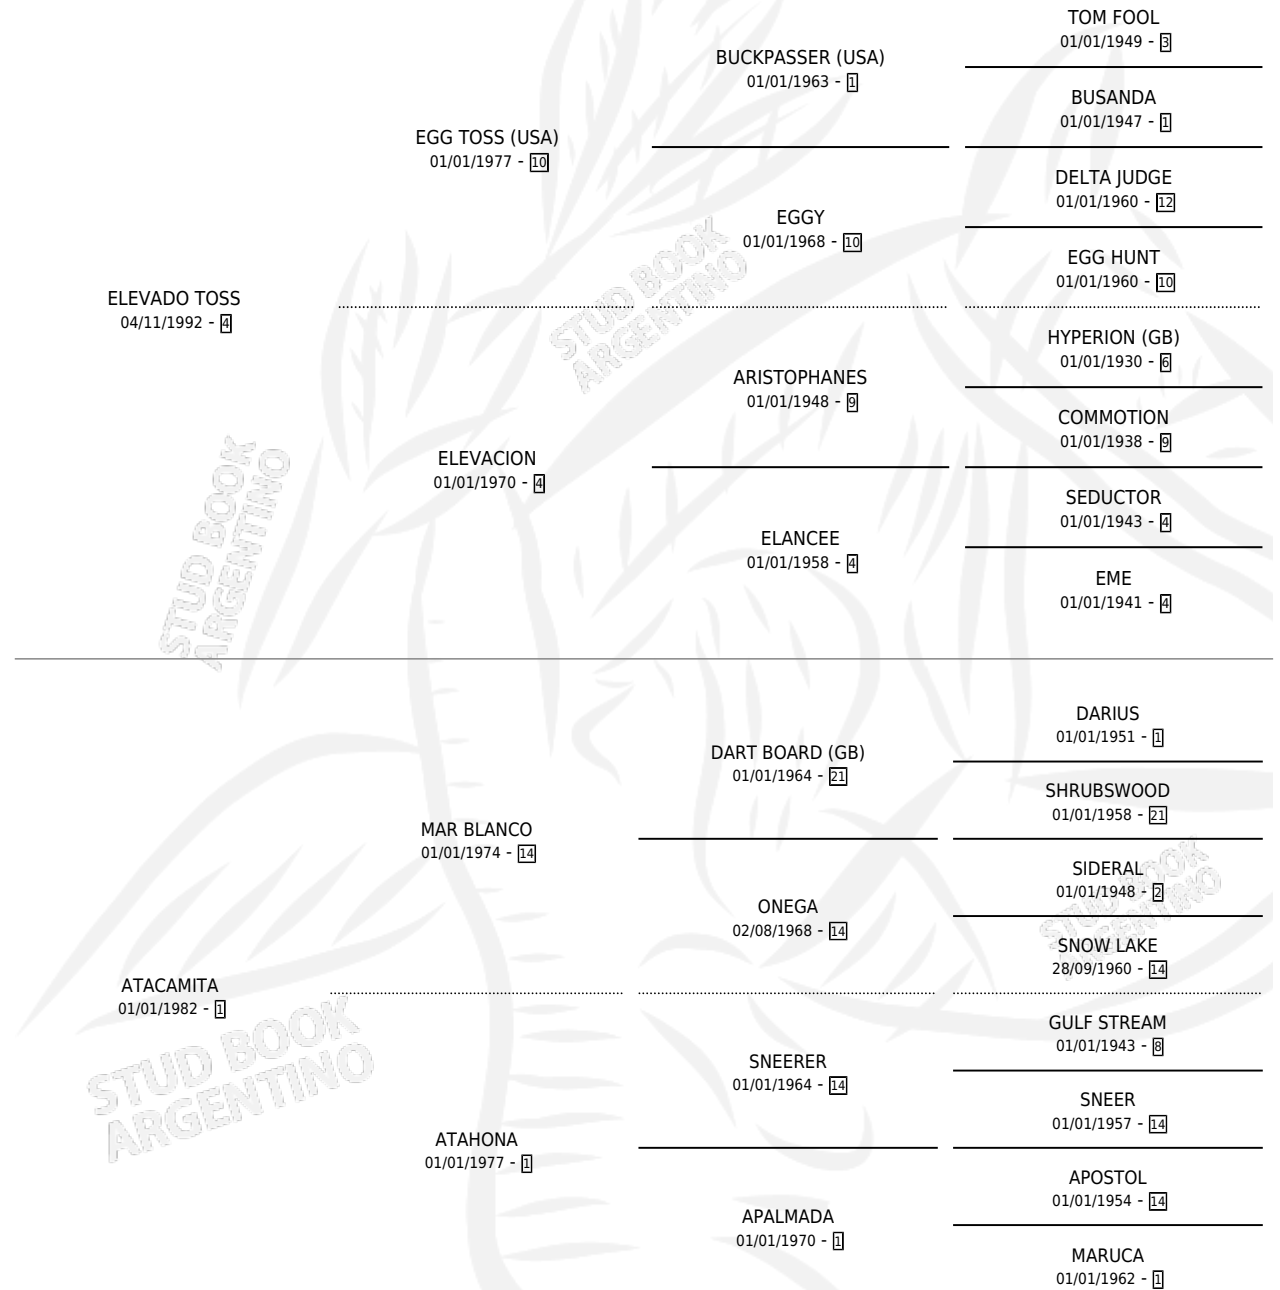 TOM FOOL
01/01/1949 - 3
BUCKPASSER (USA)
01/01/1963 - 1
BUSANDA
01/01/1947 - 1
EGG TOSS (USA)
01/01/1977 - 10
DELTA JUDGE
01/01/1960 - 12
EGGY
01/01/1968 - 10
EGG HUNT
01/01/1960 - 10
ELEVADO TOSS
04/11/1992 - 4
HYPERION (GB)
01/01/1930 - 6
ARISTOPHANES
01/01/1948 - 9
COMMOTION
01/01/1938 - 9
ELEVACION
01/01/1970 - 4
SEDUCTOR
01/01/1943 - 4
ELANCEE
01/01/1958 - 4
EME
01/01/1941 - 4
DARIUS
01/01/1951 - 1
DART BOARD (GB)
01/01/1964 - 21
SHRUBSWOOD
01/01/1958 - 21
MAR BLANCO
01/01/1974 - 14
SIDERAL
01/01/1948 - 2
ONEGA
02/08/1968 - 14
SNOW LAKE
28/09/1960 - 14
ATACAMITA
01/01/1982 - 1
GULF STREAM
01/01/1943 - 8
SNEERER
01/01/1964 - 14
SNEER
01/01/1957 - 14
ATAHONA
01/01/1977 - 1
APOSTOL
01/01/1954 - 14
APALMADA
01/01/1970 - 1
MARUCA
01/01/1962 - 1
STUD BOOK
ARGENTINO
STUD BOOK
ARGENTINO
STUD BOOK
ARGENTINO
STUD BOOK
ARGENTINO